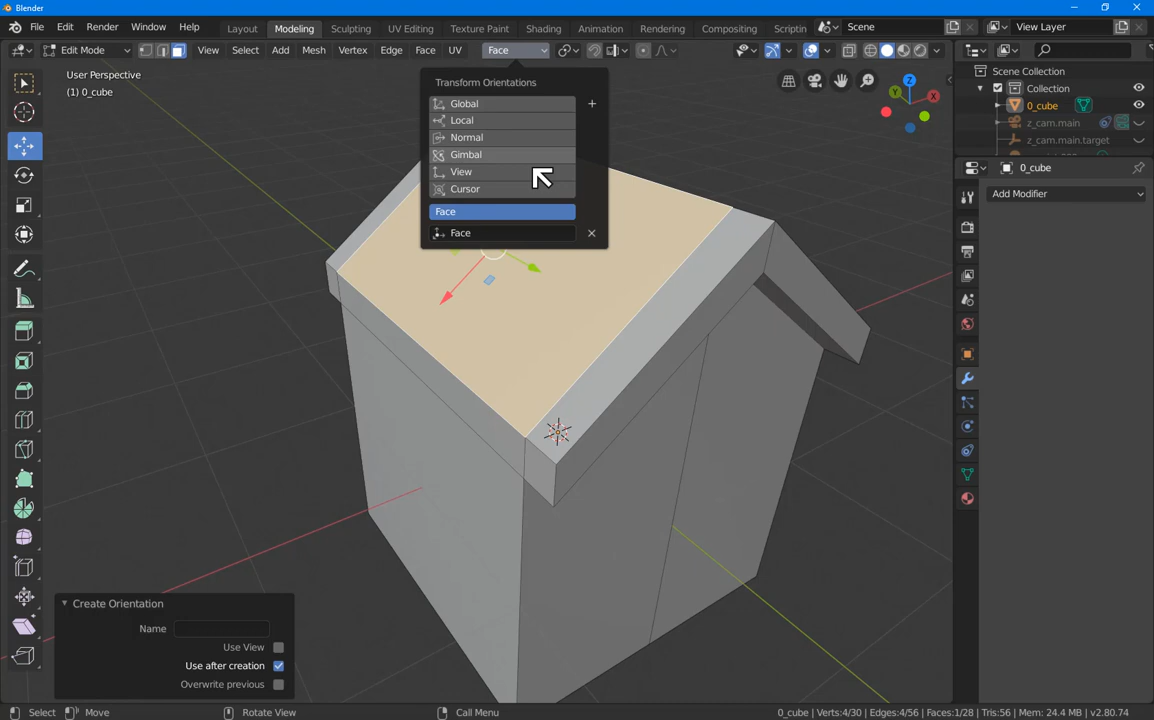 Blender
File Edit Render Window Help Layout Modeling Sculpting UV Editing Texture Paint Shading Animation Rendering Compositing Scriptin Scene View Layer
Edit Mode View Select Add Mesh Vertex Edge Face UV Face
User Perspective
(1) 0_cube
Transform Orientations
Global
Local
Normal
Gimbal
View
Cursor
Face
Face
X
Y
Z
Scene Collection
Collection
0_cube
z_cam.main
z_cam.main.target
0_cube
Add Modifier
Create Orientation
Name
Use View
Use after creation
Overwrite previous
Select Move Rotate View Call Menu 0_cube | Verts:4/30 | Edges:4/56 | Faces:1/28 | Tris:56 | Mem: 24.4 MB | v2.80.74